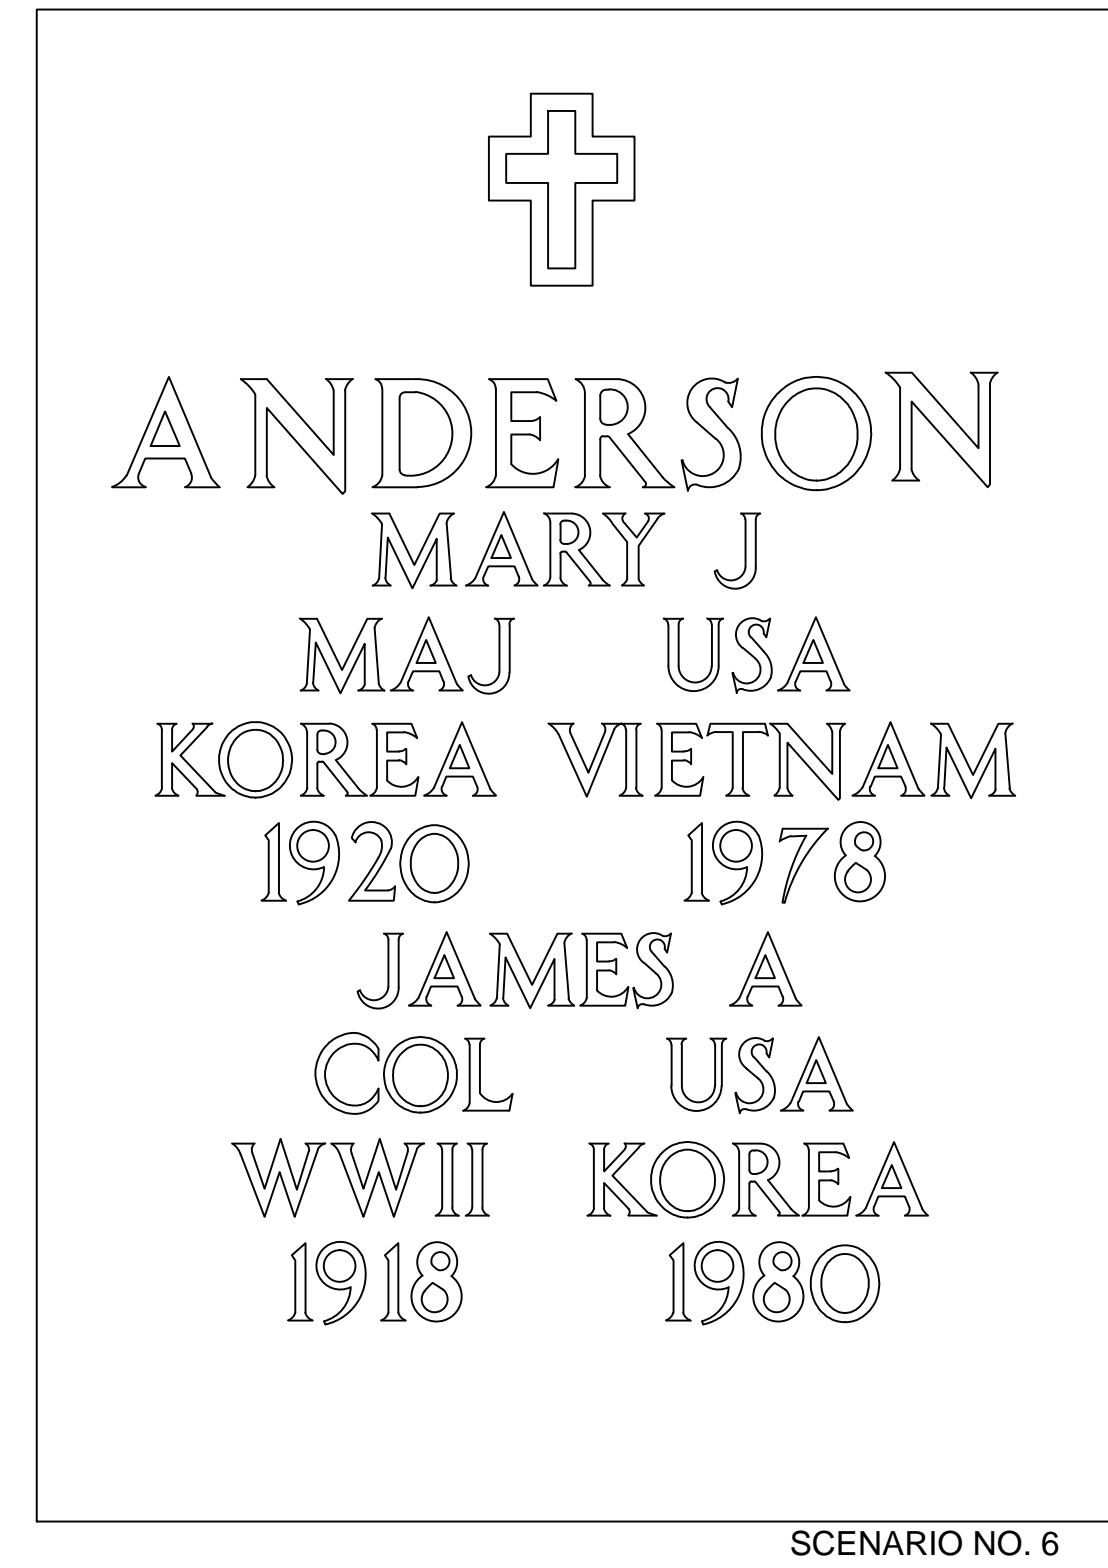 ANDERSON
MARY J
MAJ USA
KOREA VIETNAM
1920 1978
JAMES A
COL USA
WWII KOREA
1918 1980
SCENARIO NO. 6